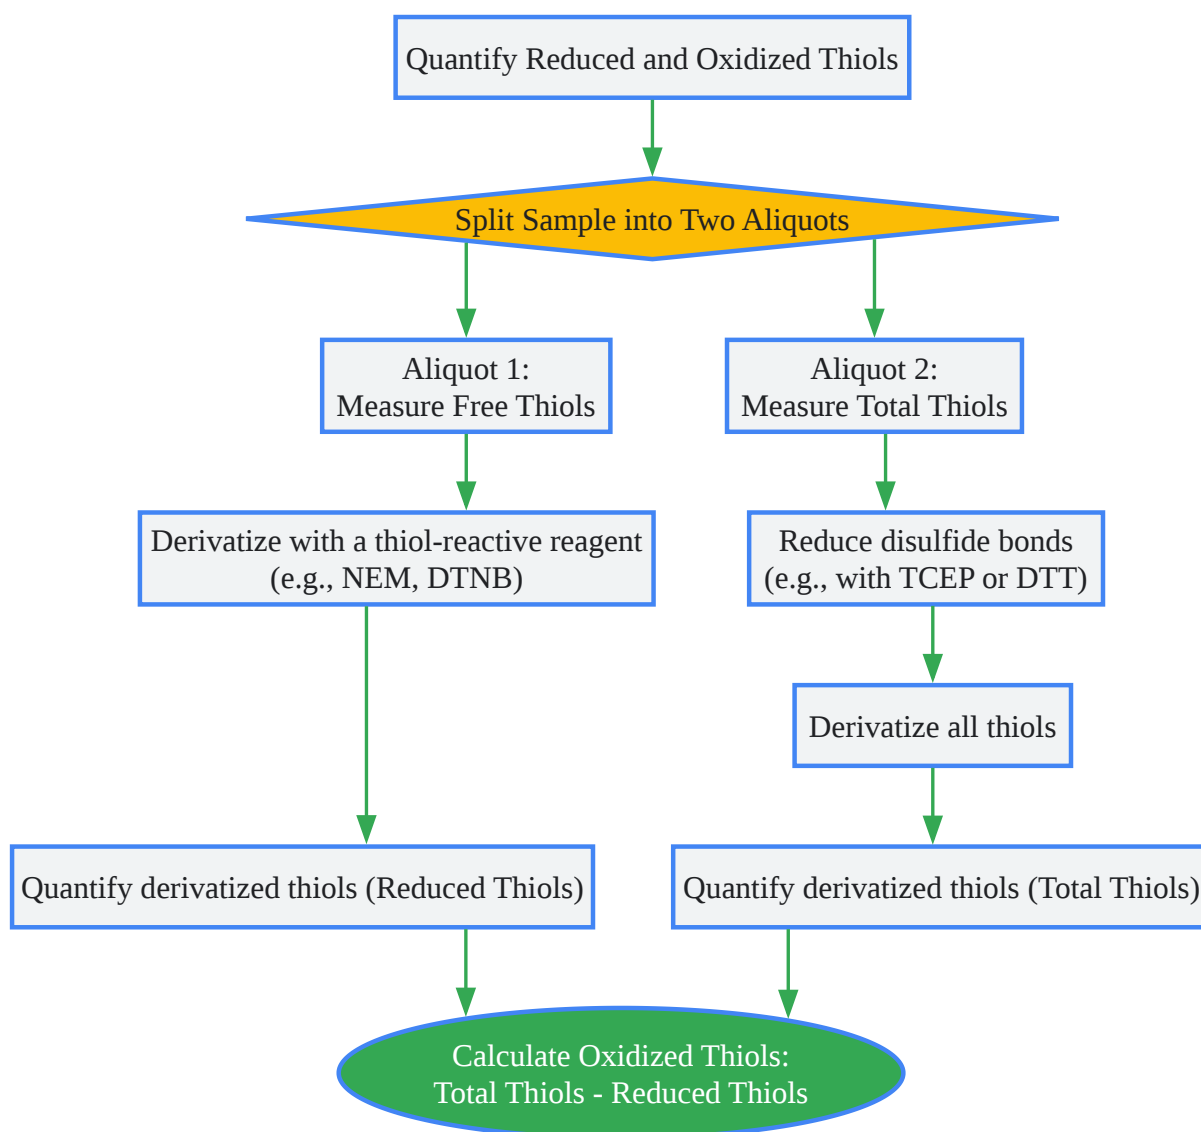 Quantify Reduced and Oxidized Thiols
Split Sample into Two Aliquots
Aliquot 1:
Measure Free Thiols
Aliquot 2:
Measure Total Thiols
Derivatize with a thiol-reactive reagent
(e.g., NEM, DTNB)
Reduce disulfide bonds
(e.g., with TCEP or DTT)
Derivatize all thiols
Quantify derivatized thiols (Reduced Thiols)
Quantify derivatized thiols (Total Thiols)
Calculate Oxidized Thiols:
Total Thiols - Reduced Thiols